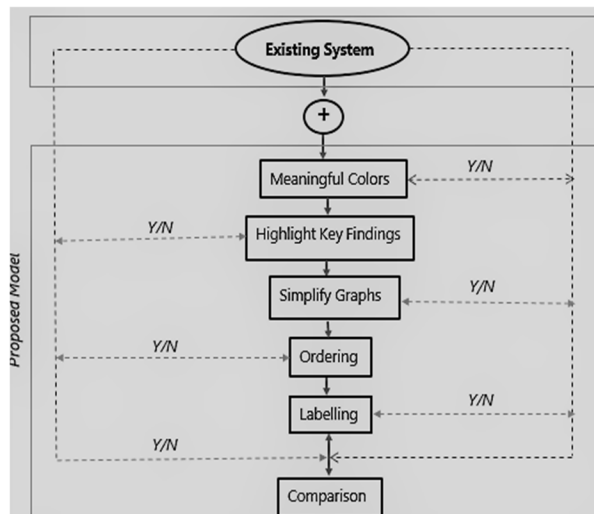 Existing System
+
Meaningful Colors
Y/N
Y/N
Highlight Key Findings
Simplify Graphs
Y/N
Y/N
Ordering
Labelling
Y/N
Y/N
Comparison
Proposed Model